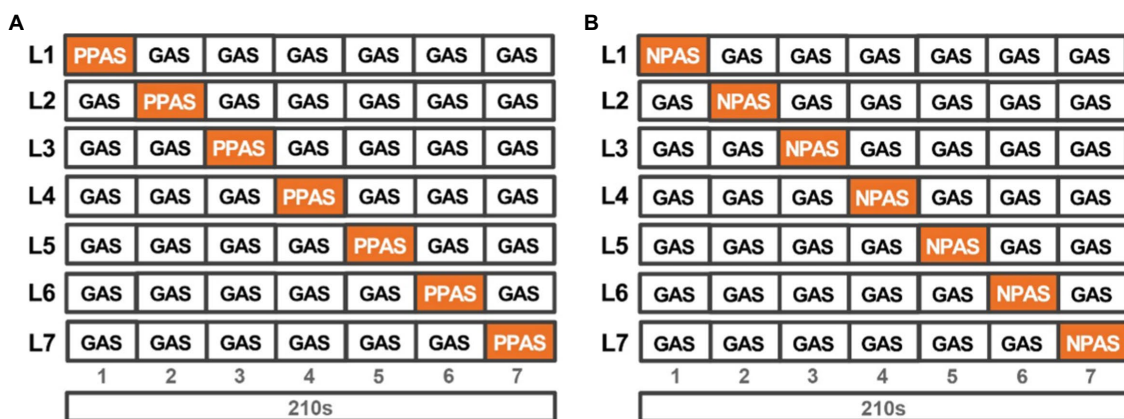 A
L1 PPAS GAS GAS GAS GAS GAS GAS
L2 GAS PPAS GAS GAS GAS GAS GAS
L3 GAS GAS PPAS GAS GAS GAS GAS
L4 GAS GAS GAS PPAS GAS GAS GAS
L5 GAS GAS GAS GAS PPAS GAS GAS
L6 GAS GAS GAS GAS GAS PPAS GAS
L7 GAS GAS GAS GAS GAS GAS PPAS
1 2 3 4 5 6 7
210s
B
L1 NPAS GAS GAS GAS GAS GAS GAS
L2 GAS NPAS GAS GAS GAS GAS GAS
L3 GAS GAS NPAS GAS GAS GAS GAS
L4 GAS GAS GAS NPAS GAS GAS GAS
L5 GAS GAS GAS GAS NPAS GAS GAS
L6 GAS GAS GAS GAS GAS NPAS GAS
L7 GAS GAS GAS GAS GAS GAS NPAS
1 2 3 4 5 6 7
210s